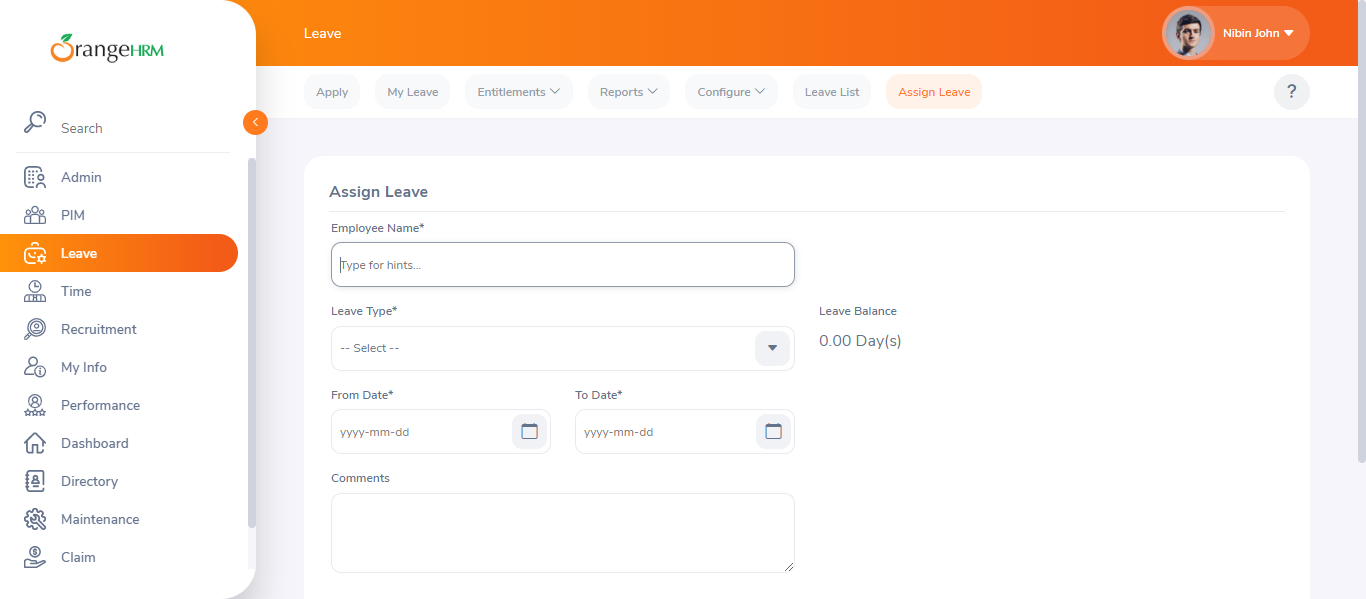 OrangeHRM
Leave
Nibin John
Apply
My Leave
Entitlements
Reports
Configure
Leave List
Assign Leave
?
Search
Admin
PIM
Leave
Time
Recruitment
My Info
Performance
Dashboard
Directory
Maintenance
Claim
Assign Leave
Employee Name*
Type for hints...
Leave Type*
Leave Balance
-- Select --
0.00 Day(s)
From Date*
To Date*
yyyy-mm-dd
yyyy-mm-dd
Comments